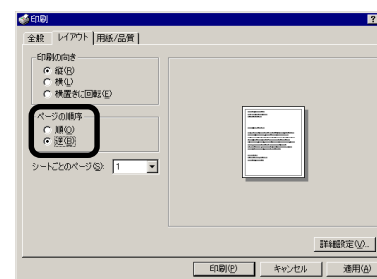 印刷
?
全般 レイアウト 用紙/品質
印刷の向き
縦(R)
横(L)
横置きに回転(E)
ページの順序
順(Q)
逆(B)
シートごとのページ(S): 1
詳細設定(V)...
印刷(P) キャンセル 適用(A)